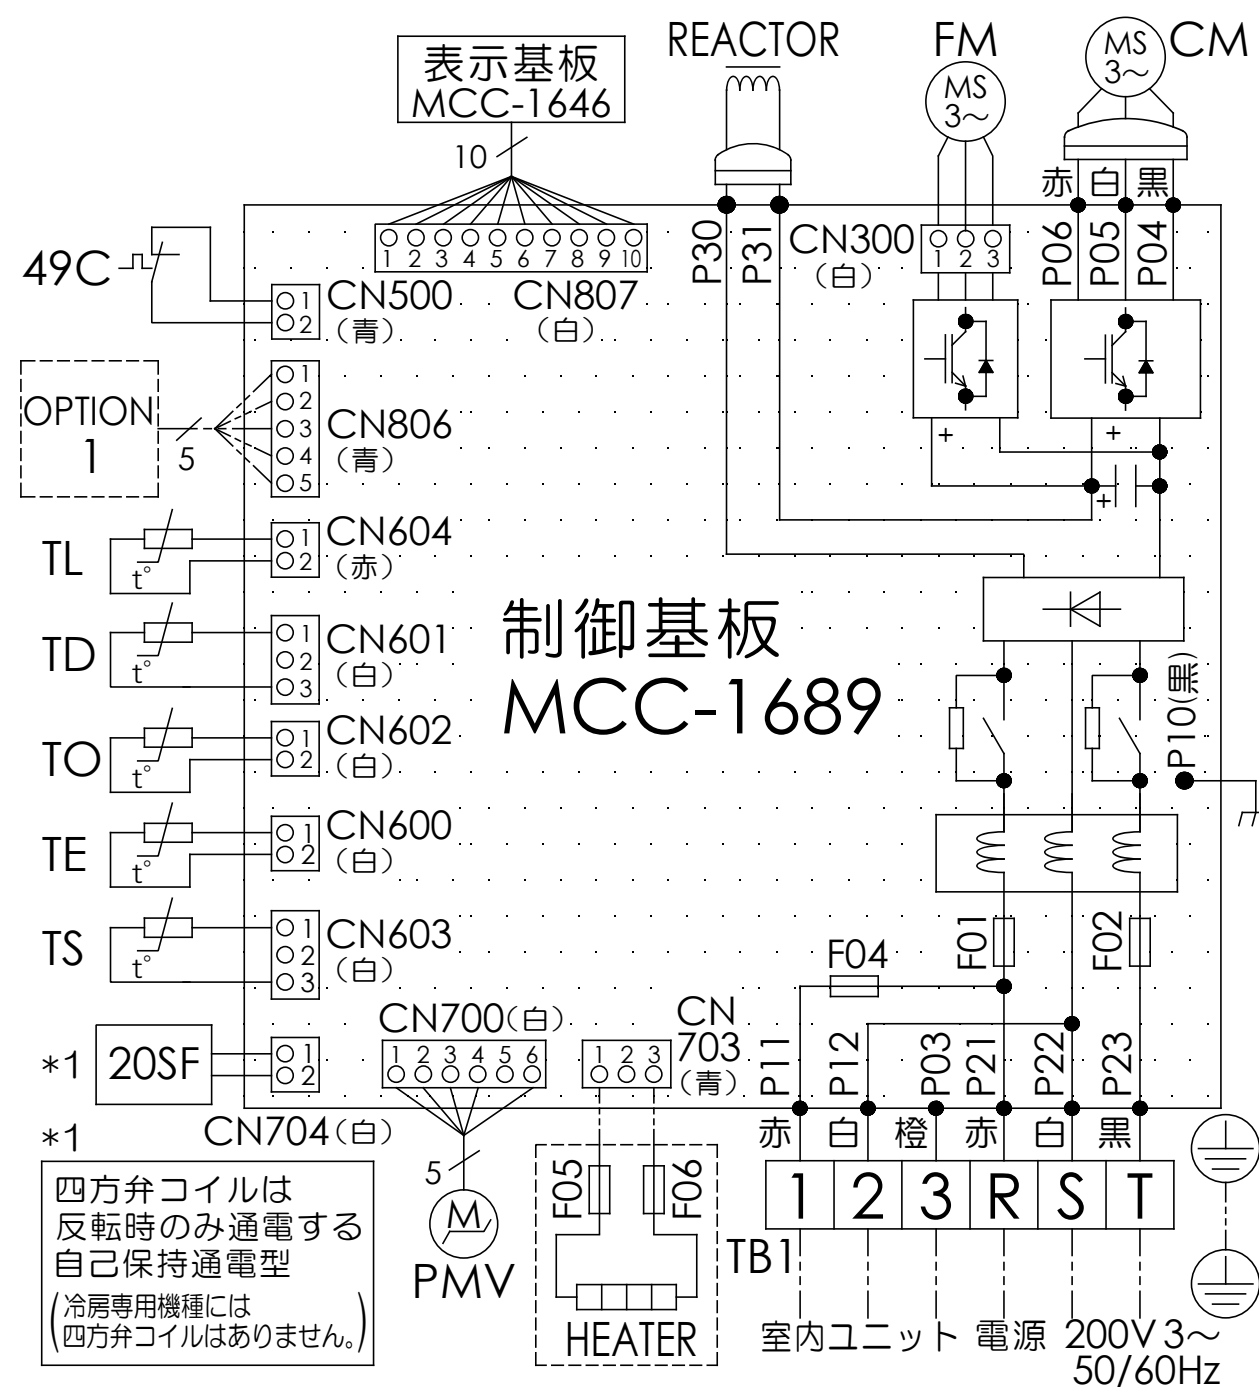 REACTOR
FM
MS
3～
CM
MS
3～
表示基板
MCC-1646
10
赤 白 黒
P30
P31
CN300
(白)
1 2 3
P06
P05
P04
49C
1
2
CN500
(青)
1 2 3 4 5 6 7 8 9 10
CN807
(白)
OPTION
1
5
1
2
3
4
5
CN806
(青)
+
+
+
TL
t°
1
2
CN604
(赤)
TD
t°
1
2
3
CN601
(白)
制御基板
MCC-1689
P10(黒)
TO
t°
1
2
CN602
(白)
TE
t°
1
2
CN600
(白)
TS
t°
1
2
3
CN603
(白)
F04
F01
F02
*1
20SF
1
2
CN704(白)
CN700(白)
1 2 3 4 5 6
5
M
PMV
CN
703
(青)
1 2 3
F05
F06
HEATER
P11
P12
P03
P21
P22
P23
赤 白 橙 赤 白 黒
1 2 3 R S T
TB1
室内ユニット 電源 200V 3～
50/60Hz
*1
四方弁コイルは
反転時のみ通電する
自己保持通電型
(冷房専用機種には
四方弁コイルはありません。)